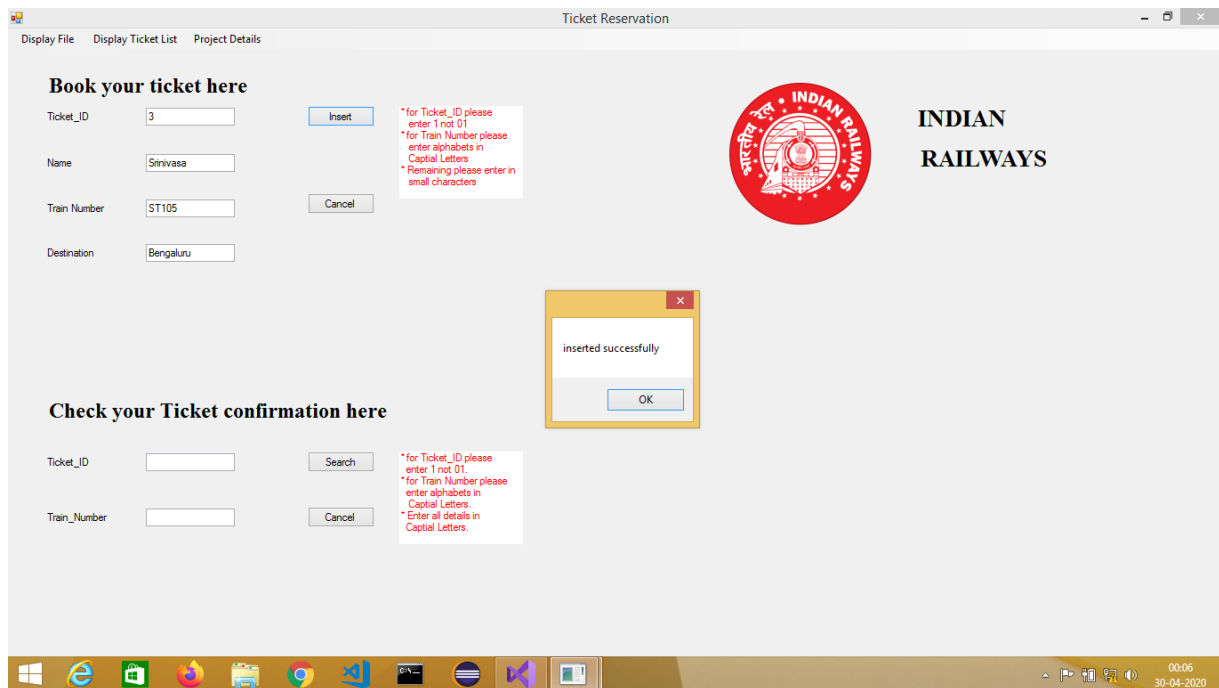 Ticket Reservation
Display File Display Ticket List Project Details
Book your ticket here
Ticket_ID 3 Insert
* for Ticket_ID please
enter 1 not 01
* for Train Number please
enter alphabets in
Captial Letters
* Remaining please enter in
small characters
Name Srinivasa
Train Number ST105 Cancel
Destination Bengaluru
भारतीय रेल • INDIAN RAILWAYS
INDIAN
RAILWAYS
inserted successfully
OK
Check your Ticket confirmation here
Ticket_ID Search
* for Ticket_ID please
enter 1 not 01.
* for Train Number please
enter alphabets in
Captial Letters.
* Enter all details in
Captial Letters.
Train_Number Cancel
00:06
30-04-2020